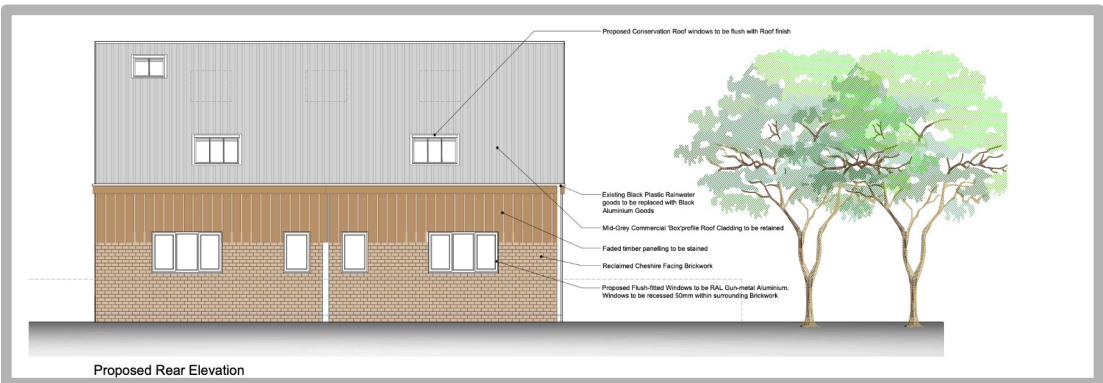 Proposed Conservation Roof windows to be flush with Roof finish
Existing Black Plastic Rainwater
goods to be replaced with Black
Aluminium Goods
Mid-Grey Commercial 'Box'profile Roof Cladding to be retained
Faded timber panelling to be stained
Reclaimed Cheshire Facing Brickwork
Proposed Flush-fitted Windows to be RAL Gun-metal Aluminium.
Windows to be recessed 50mm within surrounding Brickwork
Proposed Rear Elevation